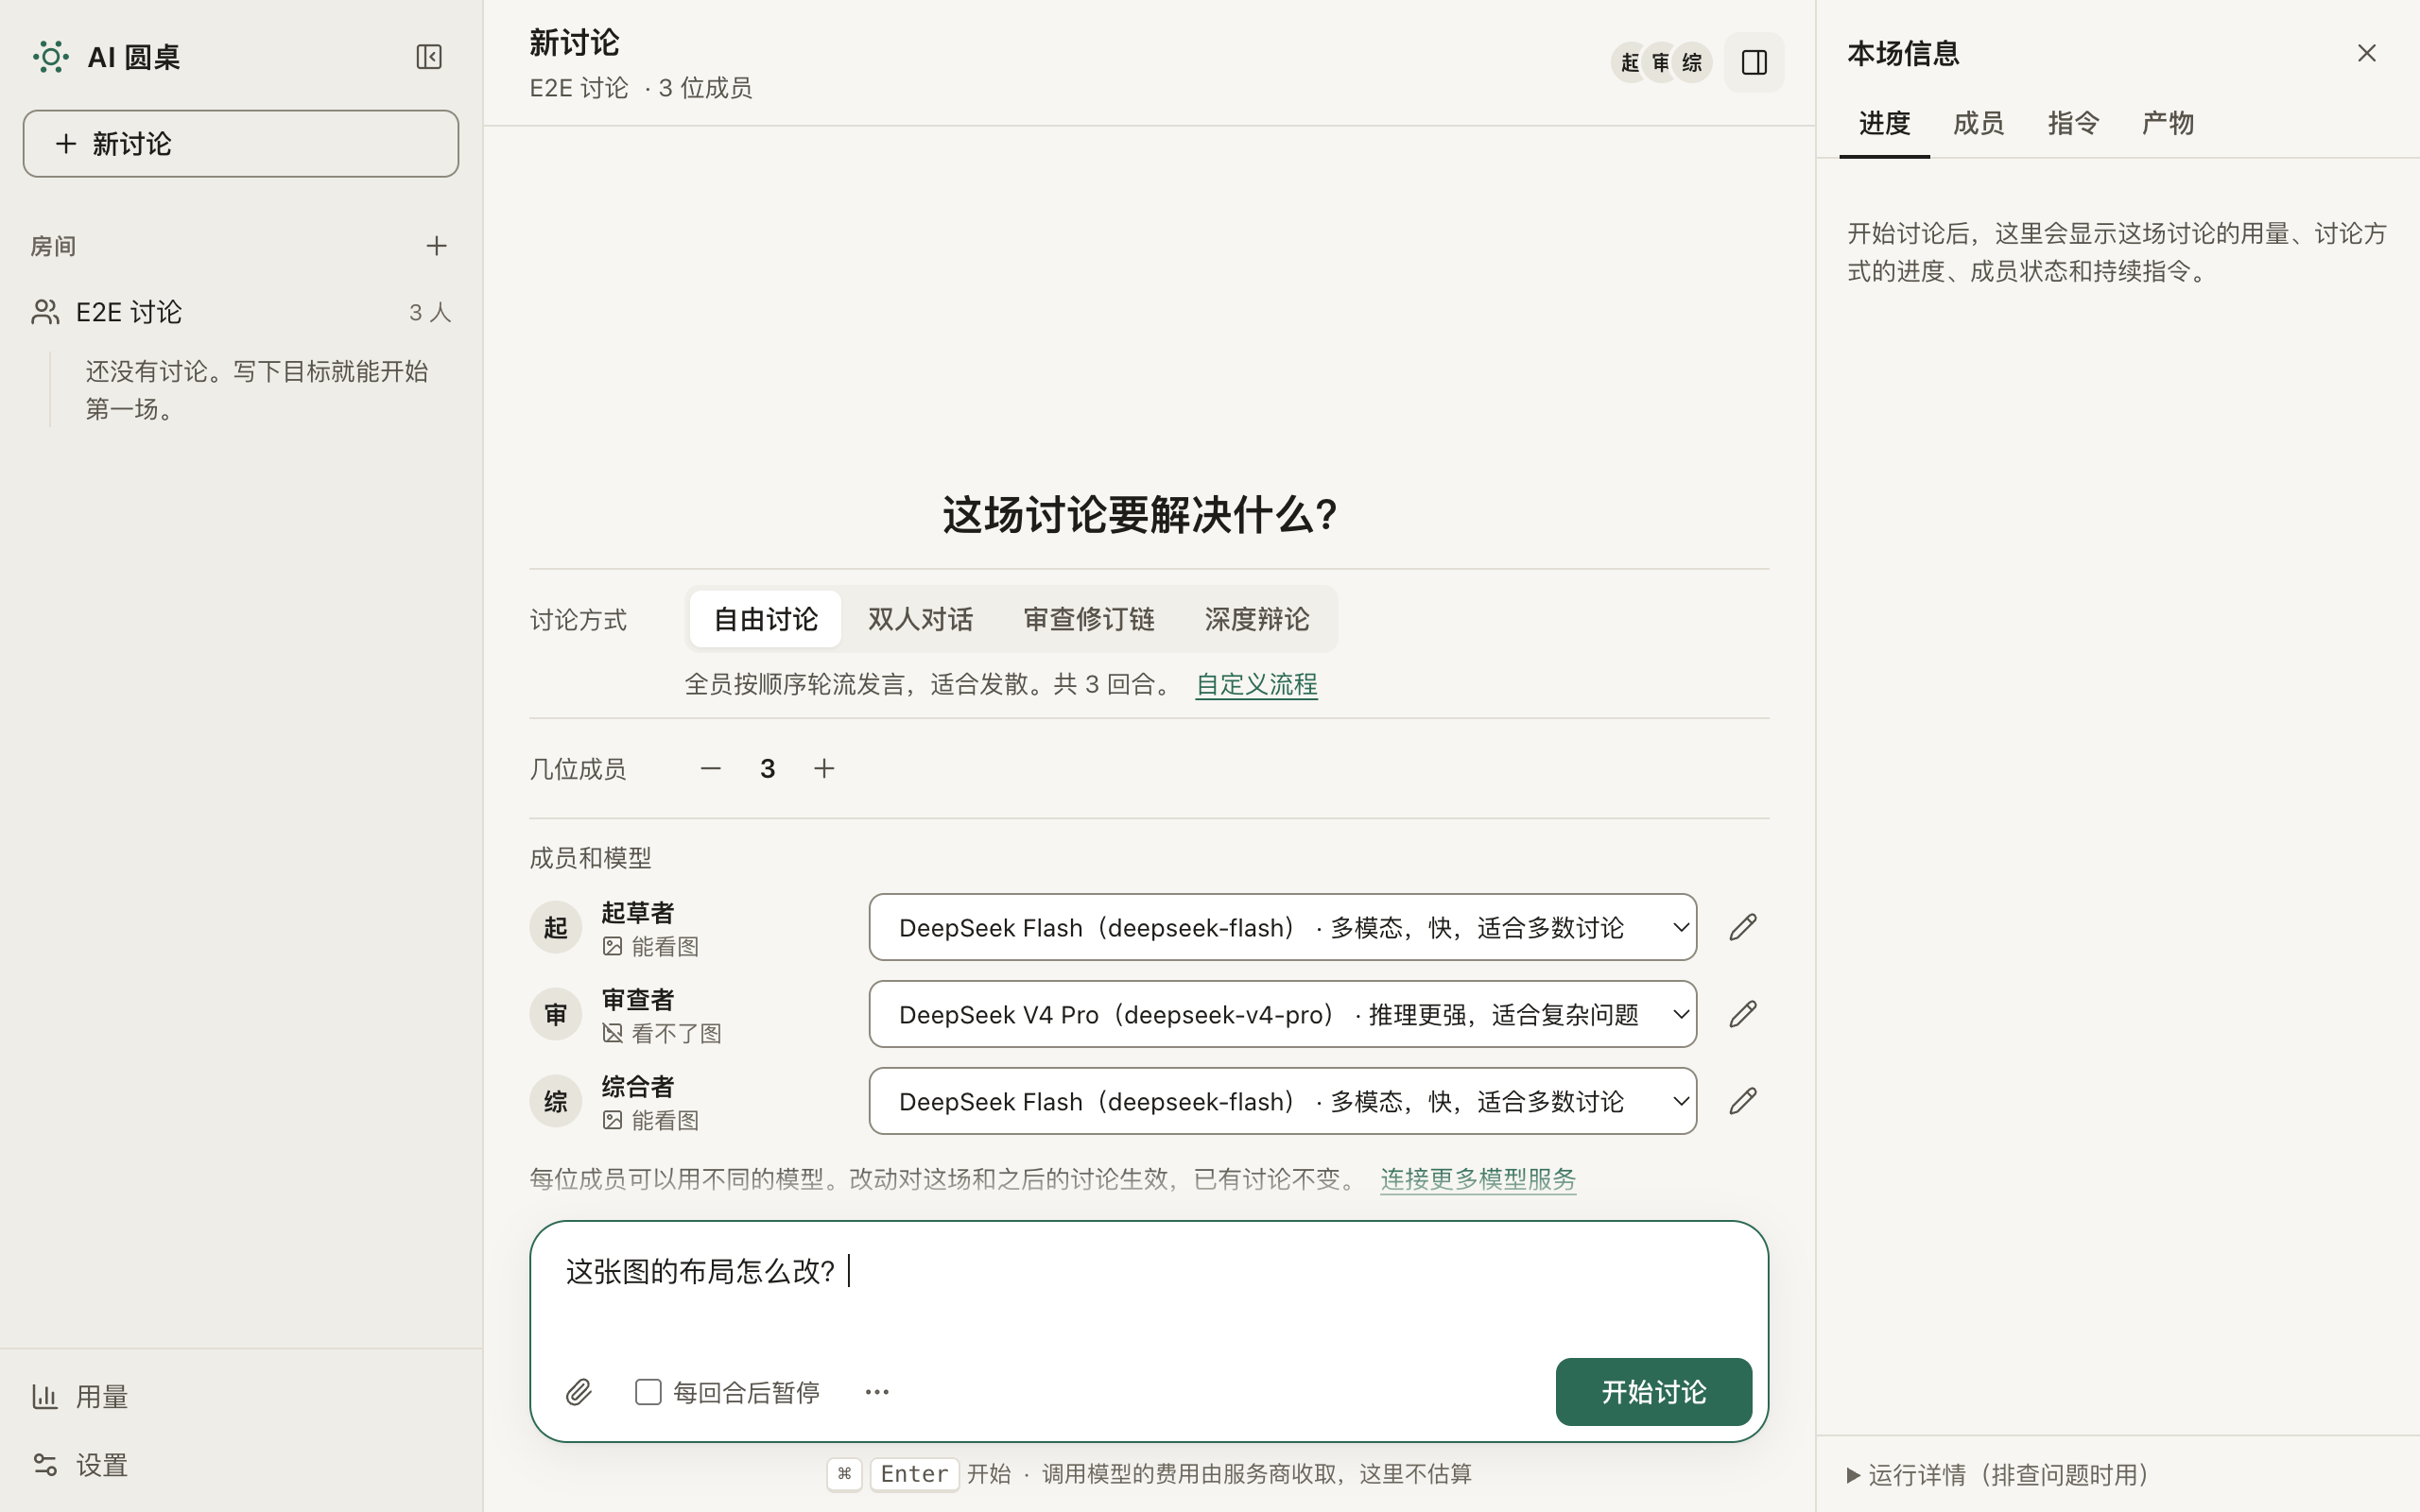 AI 圆桌
新讨论
房间
E2E 讨论
3 人
还没有讨论。写下目标就能开始
第一场。
用量
设置
新讨论
E2E 讨论 · 3 位成员
起 审 综
这场讨论要解决什么?
讨论方式
自由讨论 双人对话 审查修订链 深度辩论
全员按顺序轮流发言，适合发散。共 3 回合。 自定义流程
几位成员
3
成员和模型
起
起草者
能看图
DeepSeek Flash（deepseek-flash） · 多模态，快，适合多数讨论
审
审查者
看不了图
DeepSeek V4 Pro（deepseek-v4-pro） · 推理更强，适合复杂问题
综
综合者
能看图
DeepSeek Flash（deepseek-flash） · 多模态，快，适合多数讨论
每位成员可以用不同的模型。改动对这场和之后的讨论生效，已有讨论不变。 连接更多模型服务
这张图的布局怎么改?
每回合后暂停
开始讨论
⌘ Enter 开始 · 调用模型的费用由服务商收取，这里不估算
本场信息
进度 成员 指令 产物
开始讨论后，这里会显示这场讨论的用量、讨论方
式的进度、成员状态和持续指令。
运行详情（排查问题时用）